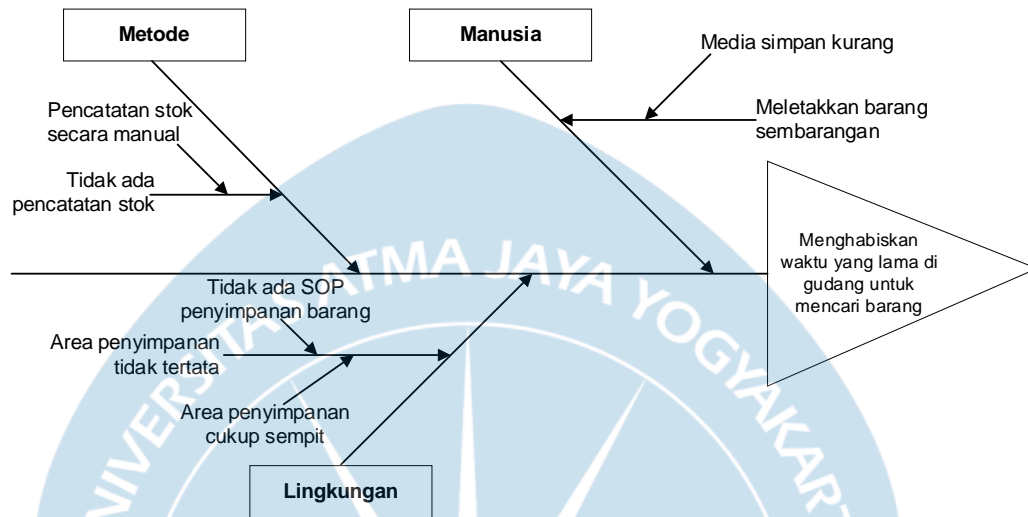 Metode
Manusia
Media simpan kurang
Pencatatan stok
secara manual
Meletakkan barang
sembarangan
Tidak ada
pencatatan stok
Menghabiskan
waktu yang lama di
gudang untuk
mencari barang
Tidak ada SOP
penyimpanan barang
Area penyimpanan
tidak tertata
Area penyimpanan
cukup sempit
Lingkungan
UNIVERSITAS ATMA JAYA YOGYAKARTA